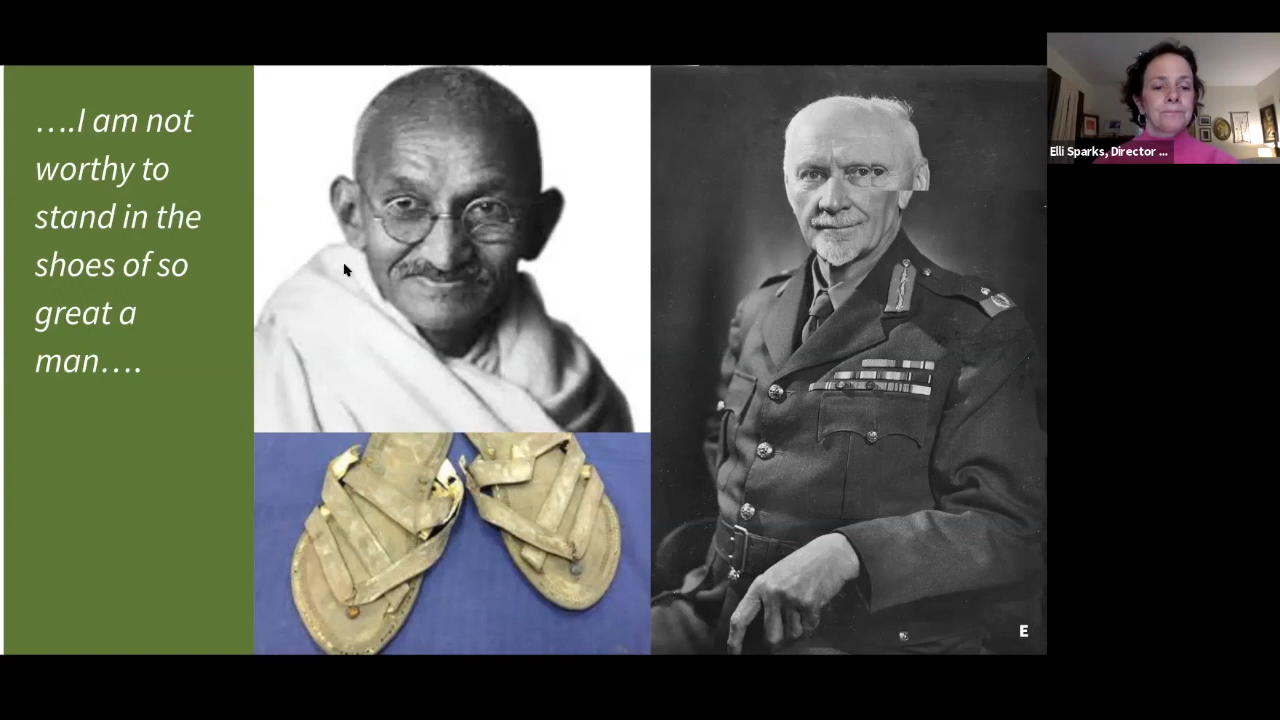 ….I am not
worthy to
stand in the
shoes of so
great a
man….
Elli Sparks, Director ...
E